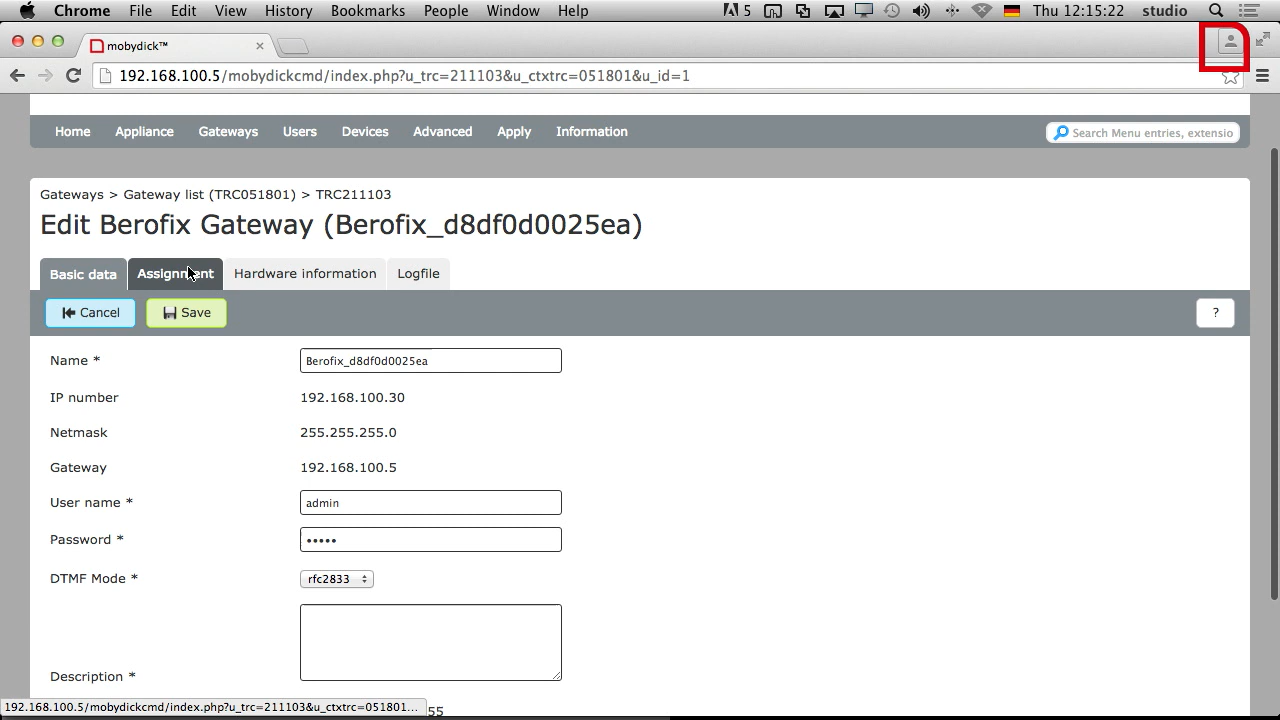 Chrome File Edit View History Bookmarks People Window Help 5 Thu 12:15:22 studio
mobydick™
192.168.100.5/mobydickcmd/index.php?u_trc=211103&u_ctxtrc=051801&u_id=1
Home Appliance Gateways Users Devices Advanced Apply Information Search Menu entries, extensio
Gateways > Gateway list (TRC051801) > TRC211103
Edit Berofix Gateway (Berofix_d8df0d0025ea)
Basic data Assignment Hardware information Logfile
Cancel Save ?
Name * Berofix_d8df0d0025ea
IP number 192.168.100.30
Netmask 255.255.255.0
Gateway 192.168.100.5
User name * admin
Password * •••••
DTMF Mode * rfc2833
Description *
192.168.100.5/mobydickcmd/index.php?u_trc=211103&u_ctxtrc=051801... 55